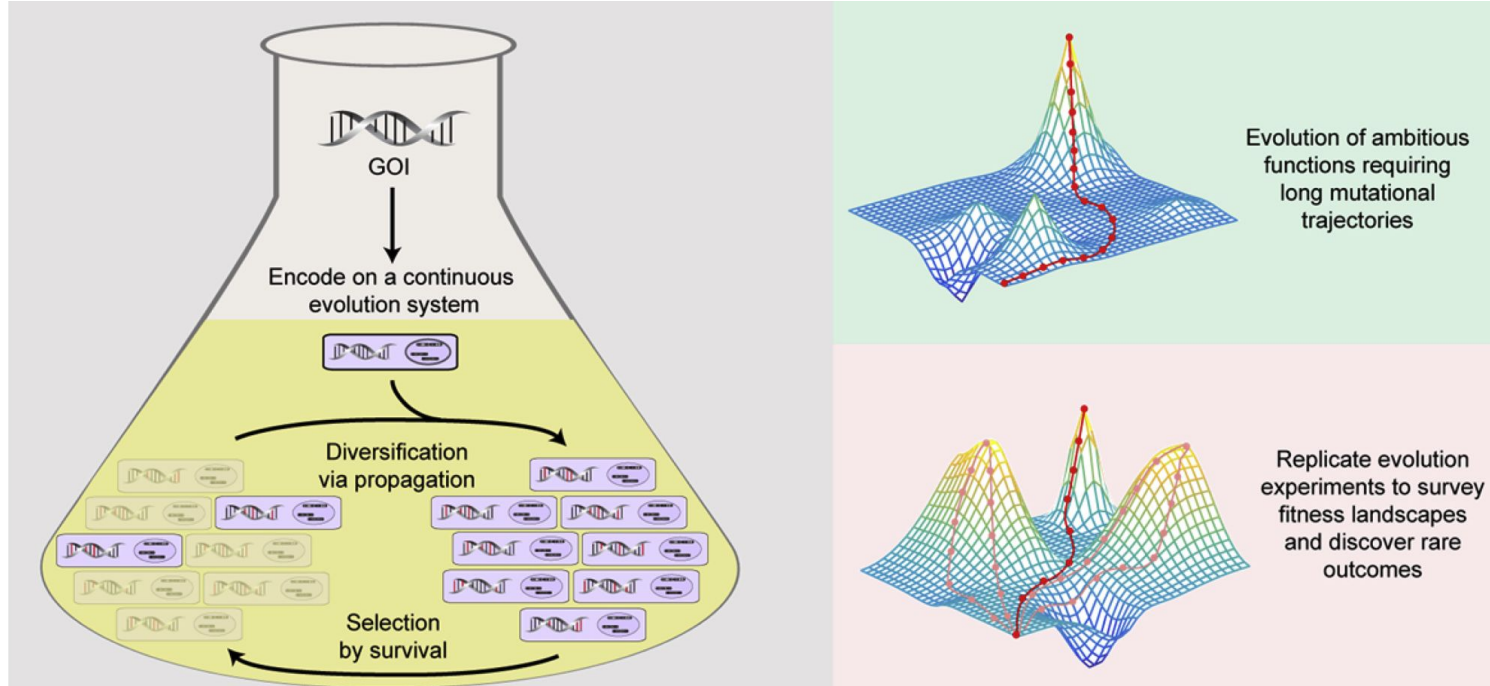 GOI
Encode on a continuous
evolution system
Diversification
via propagation
Selection
by survival
Evolution of ambitious
functions requiring
long mutational
trajectories
Replicate evolution
experiments to survey
fitness landscapes
and discover rare
outcomes